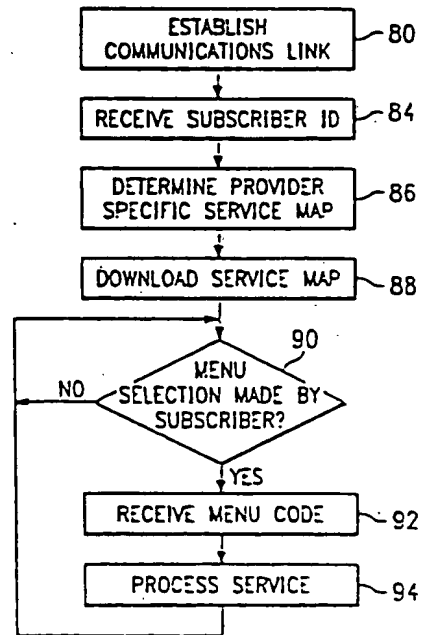 ESTABLISH
COMMUNICATIONS LINK
80
RECEIVE SUBSCRIBER ID
84
DETERMINE PROVIDER
SPECIFIC SERVICE MAP
86
DOWNLOAD SERVICE MAP
88
90
MENU
SELECTION MADE BY
SUBSCRIBER?
NO
YES
RECEIVE MENU CODE
92
PROCESS SERVICE
94